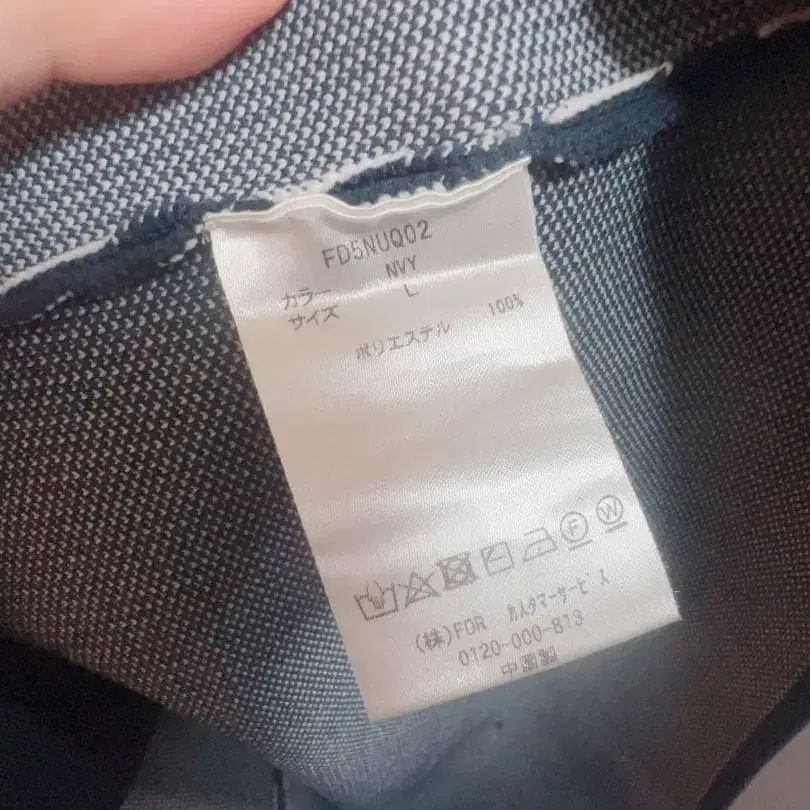 FD5NUQ02
カラー NVY
サイズ L
ポリエステル 100%
F W
(株)FDR カスタマーサービス
0120-000-813
中国製